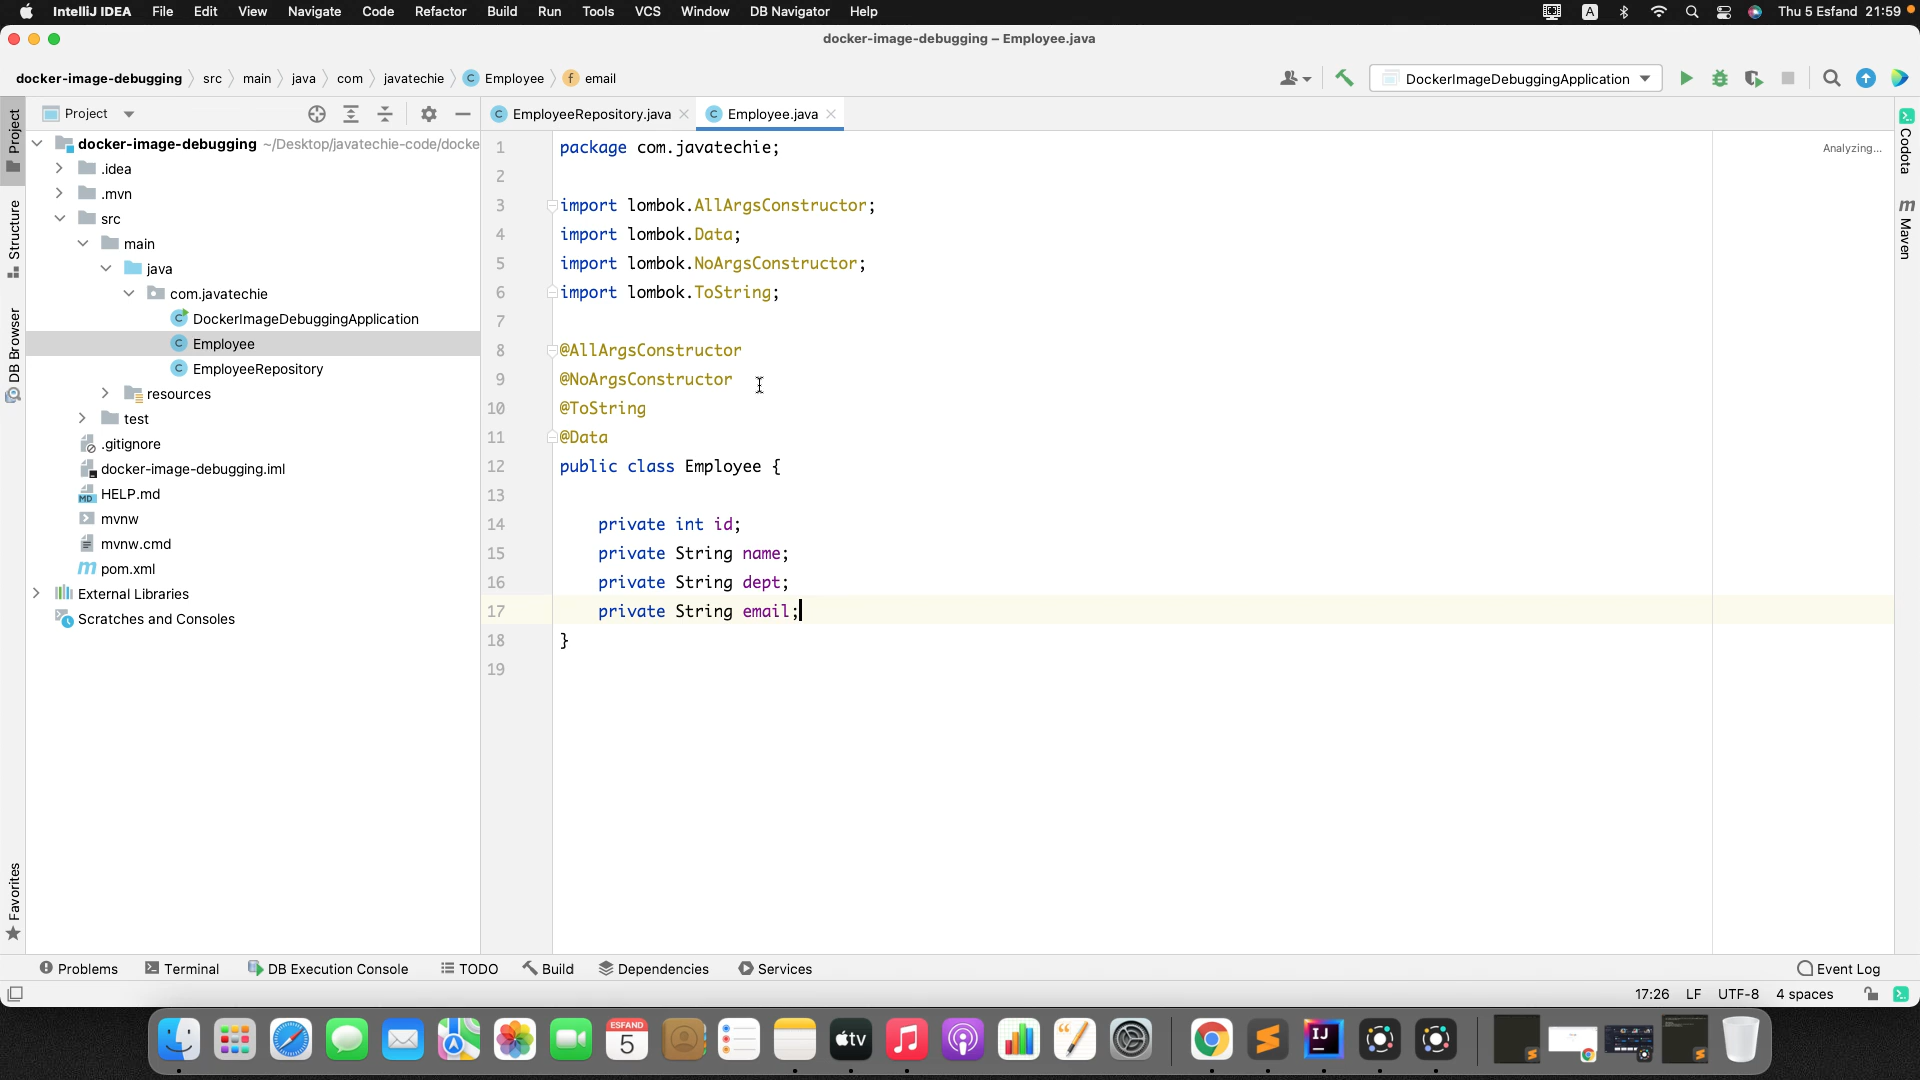 IntelliJ IDEA File Edit View Navigate Code Refactor Build Run Tools VCS Window DB Navigator Help A Thu 5 Esfand 21:59
docker-image-debugging – Employee.java
docker-image-debugging src main java com javatechie C Employee f email DockerImageDebuggingApplication
Project
EmployeeRepository.java
Employee.java
docker-image-debugging ~/Desktop/javatechie-code/docke
.idea
.mvn
src
main
java
com.javatechie
DockerImageDebuggingApplication
Employee
EmployeeRepository
resources
test
.gitignore
docker-image-debugging.iml
HELP.md
mvnw
mvnw.cmd
pom.xml
External Libraries
Scratches and Consoles
Project
Structure
DB Browser
Favorites
1 package com.javatechie;
2
3 import lombok.AllArgsConstructor;
4 import lombok.Data;
5 import lombok.NoArgsConstructor;
6 import lombok.ToString;
7
8 @AllArgsConstructor
9 @NoArgsConstructor
10 @ToString
11 @Data
12 public class Employee {
13
14 private int id;
15 private String name;
16 private String dept;
17 private String email;
18 }
19
Analyzing...
Codota
Maven
Problems Terminal DB Execution Console TODO Build Dependencies Services Event Log
17:26 LF UTF-8 4 spaces
ESFAND
5
tv
IJ